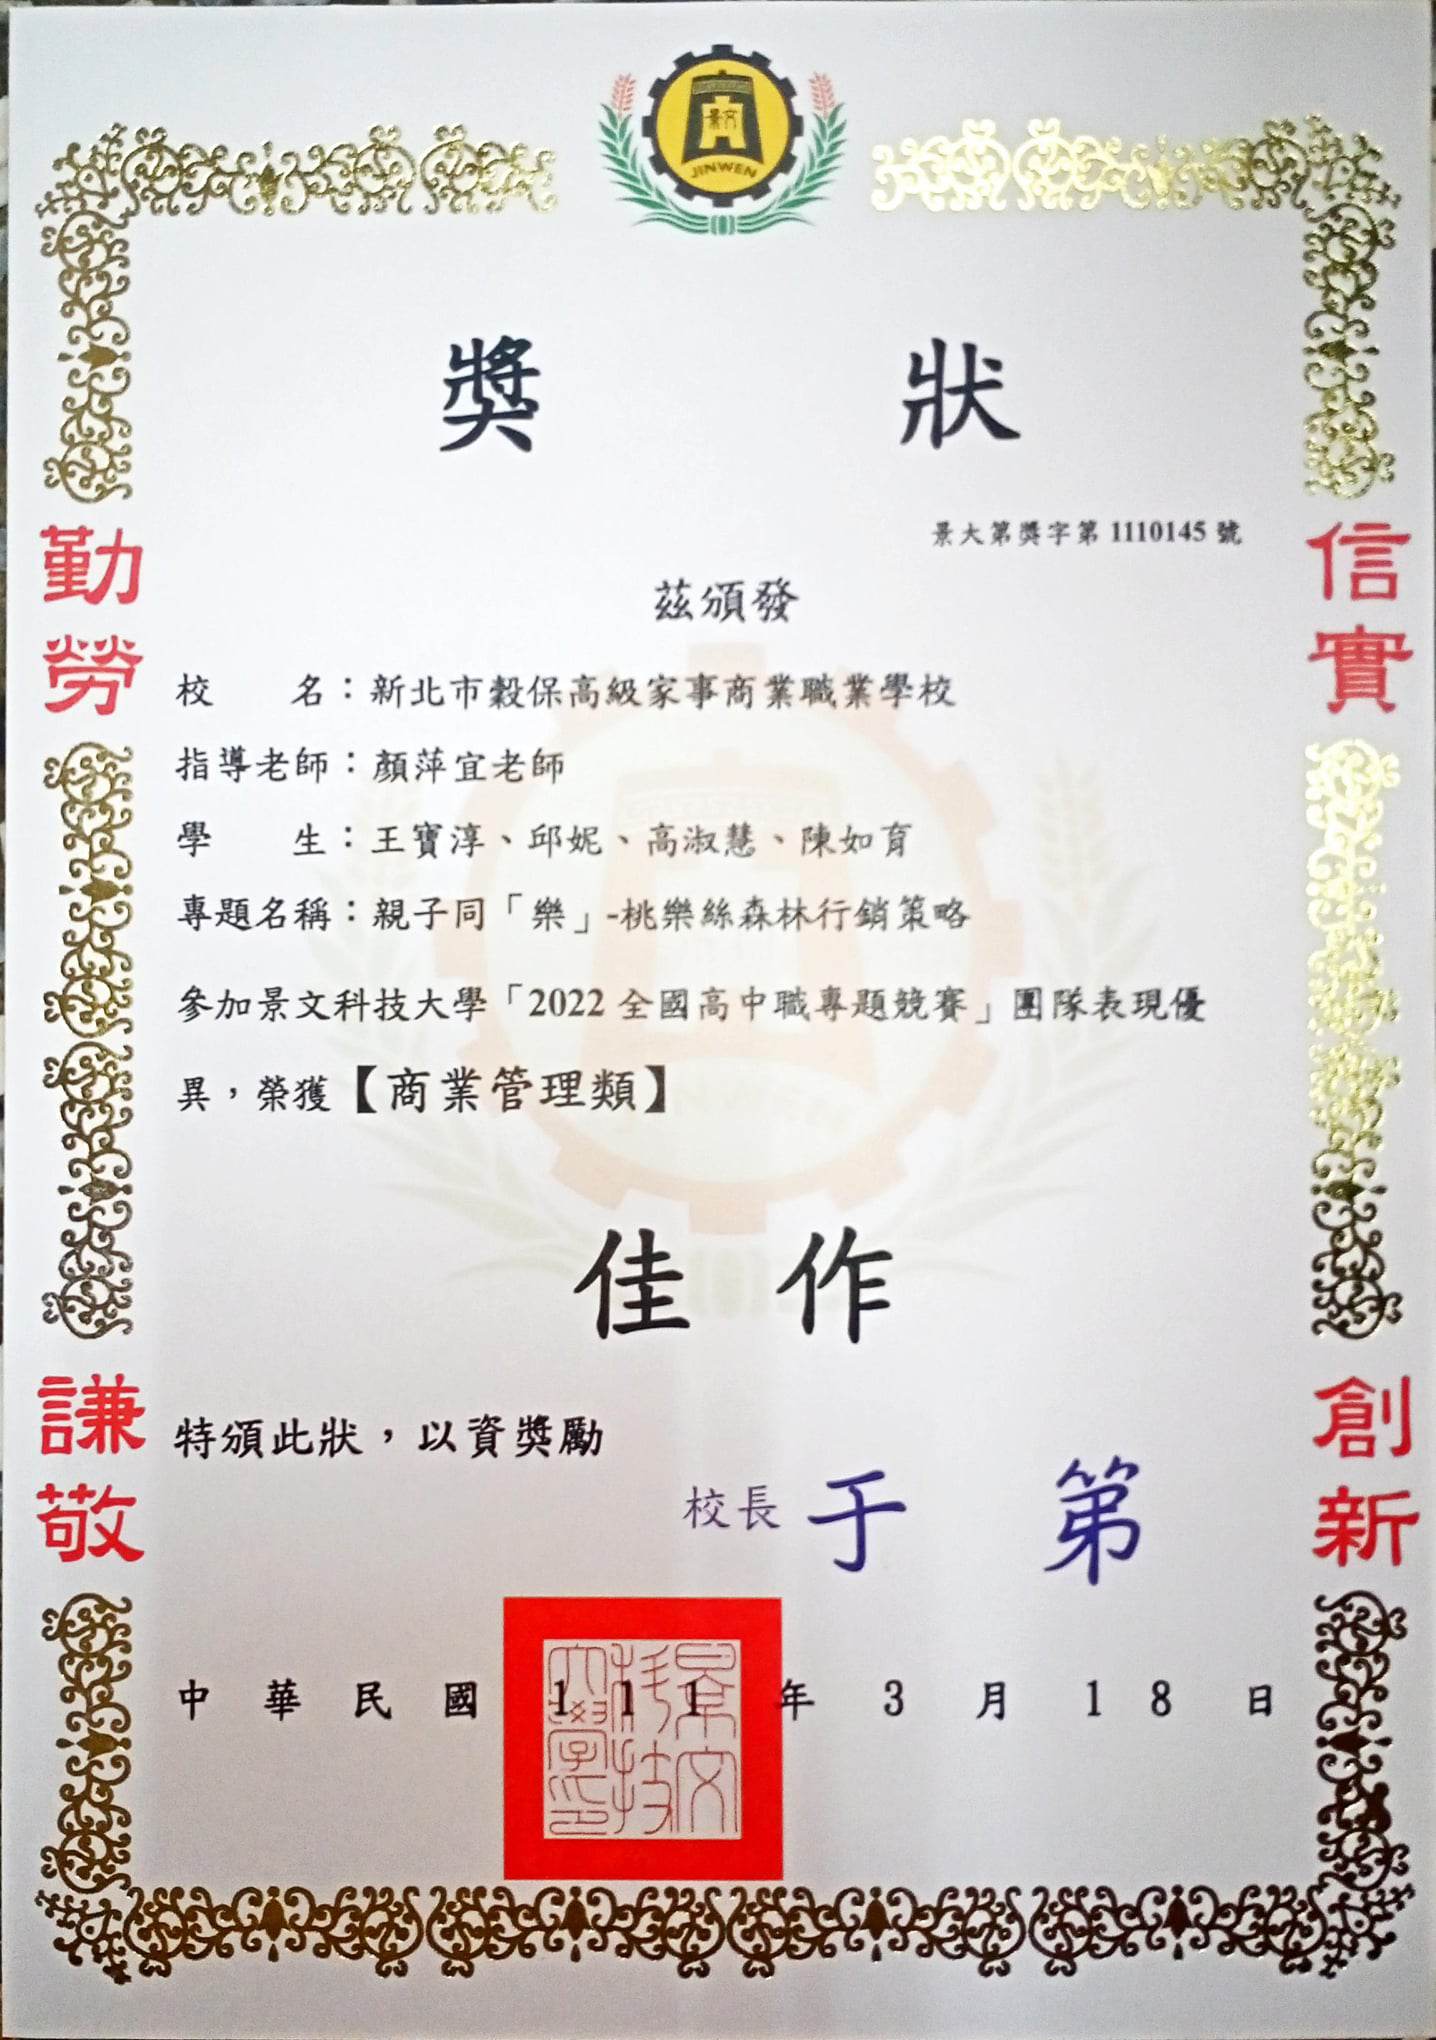 景文
JINWEN
獎狀
景大第獎字第 1110145 號
茲頒發
校名：新北市穀保高級家事商業職業學校
指導老師：顏萍宜老師
學生：王寶淳、邱妮、高淑慧、陳如育
專題名稱：親子同「樂」-桃樂絲森林行銷策略
參加景文科技大學「2022 全國高中職專題競賽」團隊表現優
異，榮獲【商業管理類】
佳作
特頒此狀，以資獎勵
校長 于第
中華民國 111 年 3 月 18 日
景文科技大學印
勤勞
謙敬
信實
創新